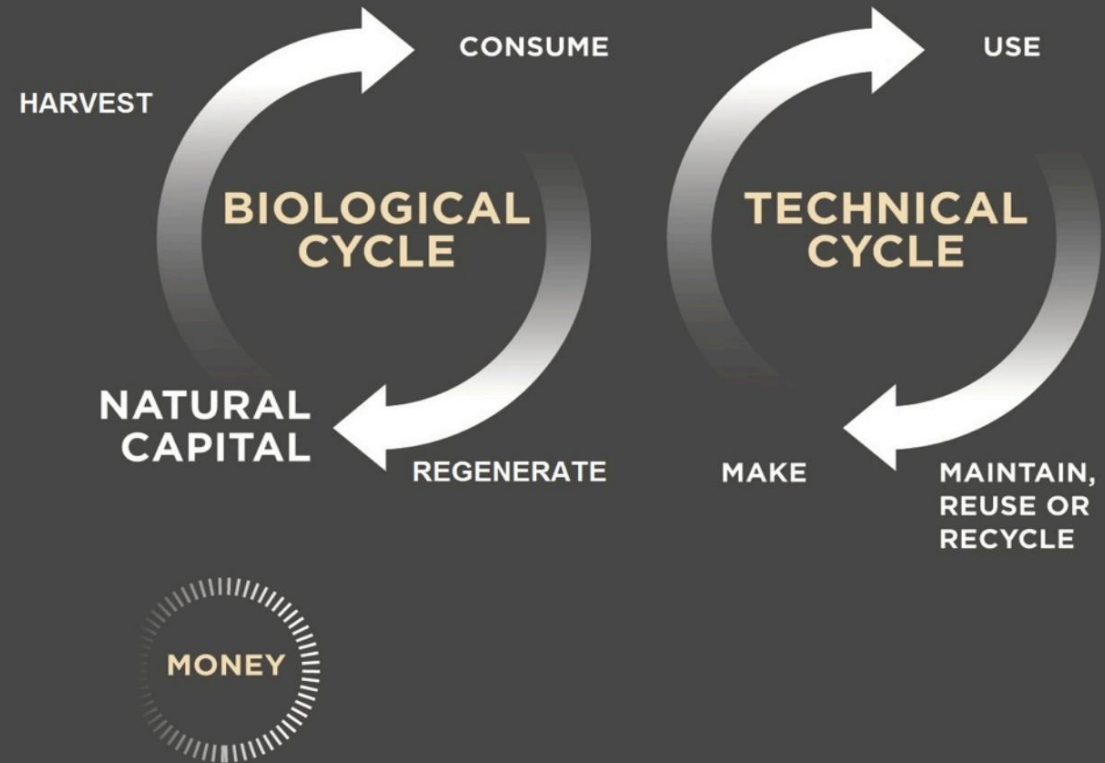 CONSUME
HARVEST
BIOLOGICAL
CYCLE
NATURAL
CAPITAL
REGENERATE
USE
TECHNICAL
CYCLE
MAKE
MAINTAIN,
REUSE OR
RECYCLE
MONEY